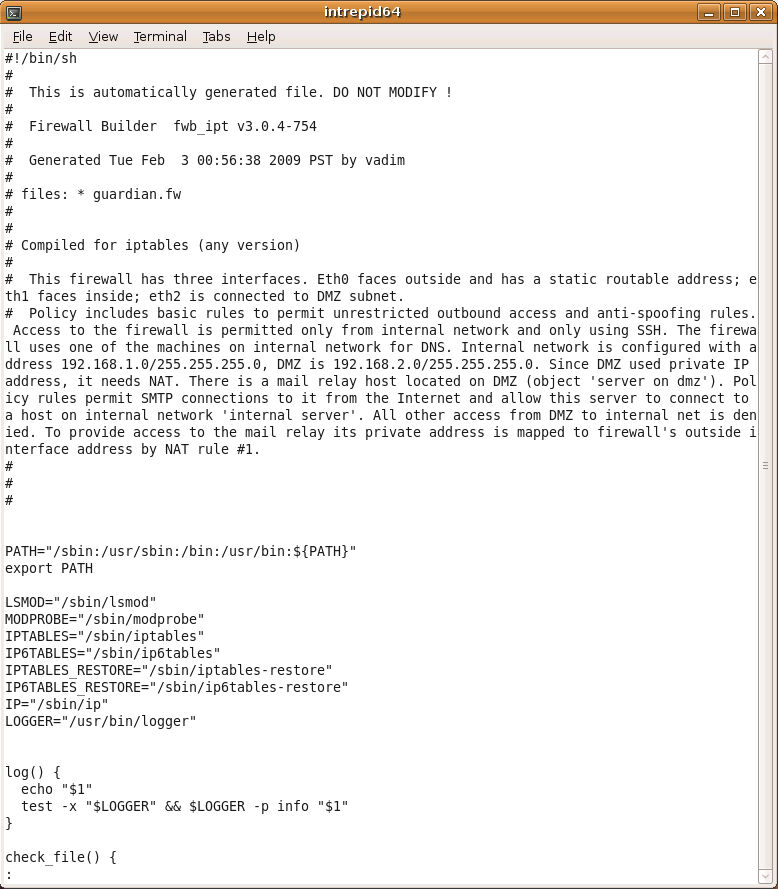 intrepid64
File Edit View Terminal Tabs Help
#!/bin/sh
#
#  This is automatically generated file. DO NOT MODIFY !
#
#  Firewall Builder  fwb_ipt v3.0.4-754
#
#  Generated Tue Feb  3 00:56:38 2009 PST by vadim
#
# files: * guardian.fw
#
#
# Compiled for iptables (any version)
#
#  This firewall has three interfaces. Eth0 faces outside and has a static routable address; e
th1 faces inside; eth2 is connected to DMZ subnet.
#  Policy includes basic rules to permit unrestricted outbound access and anti-spoofing rules.
 Access to the firewall is permitted only from internal network and only using SSH. The firewa
ll uses one of the machines on internal network for DNS. Internal network is configured with a
ddress 192.168.1.0/255.255.255.0, DMZ is 192.168.2.0/255.255.255.0. Since DMZ used private IP
address, it needs NAT. There is a mail relay host located on DMZ (object 'server on dmz'). Pol
icy rules permit SMTP connections to it from the Internet and allow this server to connect to
a host on internal network 'internal server'. All other access from DMZ to internal net is den
ied. To provide access to the mail relay its private address is mapped to firewall's outside i
nterface address by NAT rule #1.
#
#
#
PATH="/sbin:/usr/sbin:/bin:/usr/bin:${PATH}"
export PATH
LSMOD="/sbin/lsmod"
MODPROBE="/sbin/modprobe"
IPTABLES="/sbin/iptables"
IP6TABLES="/sbin/ip6tables"
IPTABLES_RESTORE="/sbin/iptables-restore"
IP6TABLES_RESTORE="/sbin/ip6tables-restore"
IP="/sbin/ip"
LOGGER="/usr/bin/logger"
log() {
  echo "$1"
  test -x "$LOGGER" && $LOGGER -p info "$1"
}
check_file() {
: